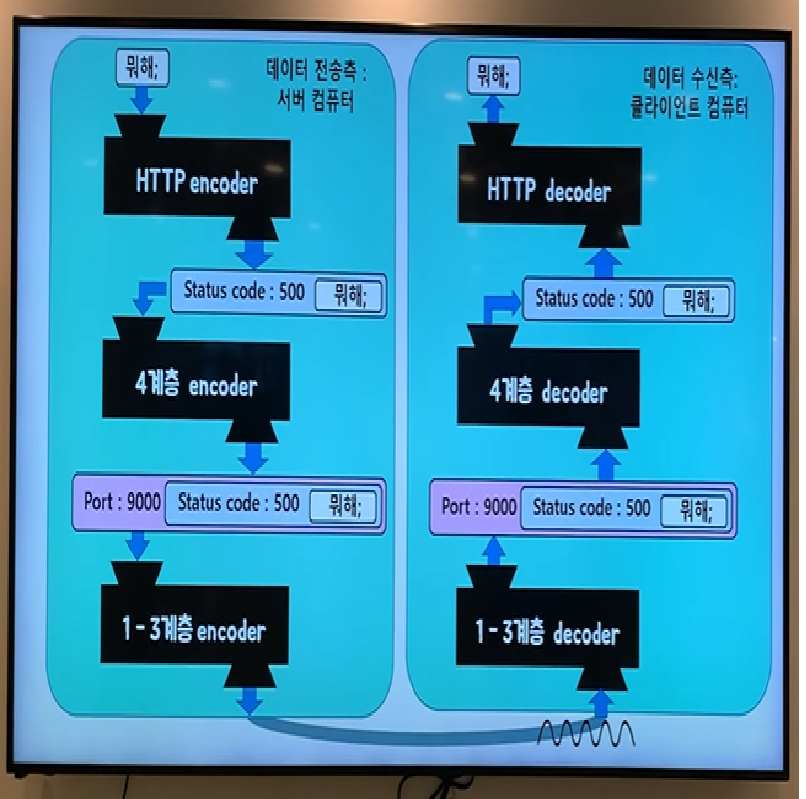 뭐해;
데이터 전송측 :
서버 컴퓨터
HTTP encoder
Status code : 500 뭐해;
4계층 encoder
Port : 9000 Status code : 500 뭐해;
1 - 3계층 encoder
뭐해;
데이터 수신측:
클라이언트 컴퓨터
HTTP decoder
Status code : 500 뭐해;
4계층 decoder
Port : 9000 Status code : 500 뭐해;
1 - 3계층 decoder